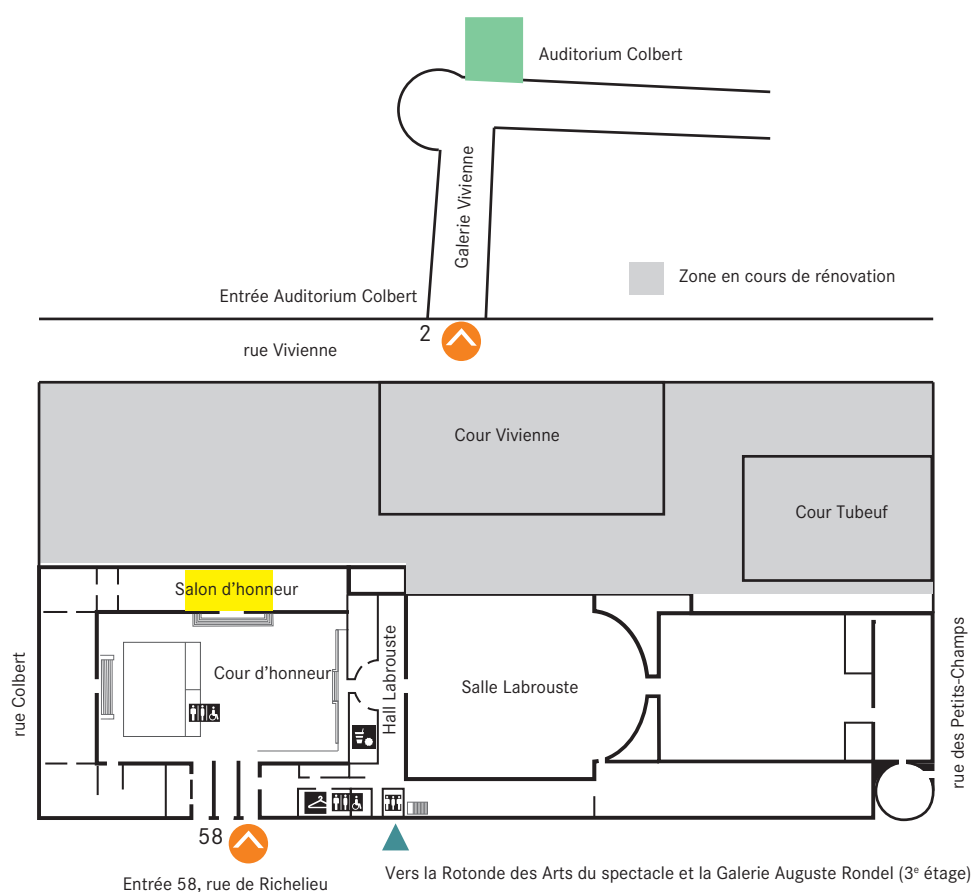 Auditorium Colbert
Galerie Vivienne
Zone en cours de rénovation
Entrée Auditorium Colbert
2
rue Vivienne
Cour Vivienne
Cour Tubeuf
Salon d'honneur
rue Colbert
Cour d'honneur
Hall Labrouste
Salle Labrouste
rue des Petits-Champs
58
Entrée 58, rue de Richelieu
Vers la Rotonde des Arts du spectacle et la Galerie Auguste Rondel (3e étage)